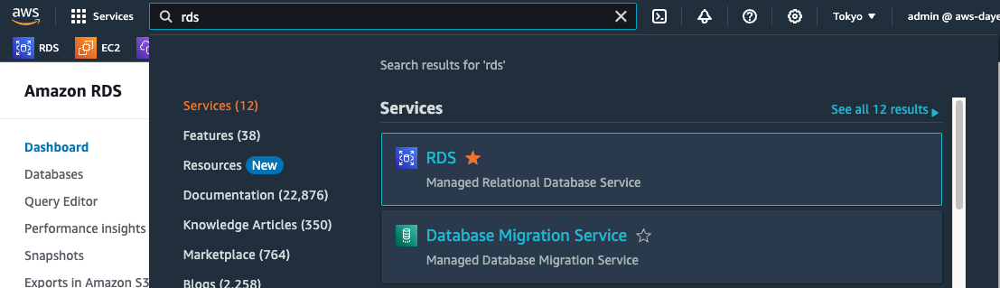 aws
Services
rds
Tokyo ▼
admin @ aws-daye
RDS
EC2
Search results for 'rds'
Amazon RDS
Dashboard
Databases
Query Editor
Performance insights
Snapshots
Exports in Amazon S3
Services (12)
Features (38)
Resources New
Documentation (22,876)
Knowledge Articles (350)
Marketplace (764)
Blogs (2,258)
Services
See all 12 results ▶
RDS
Managed Relational Database Service
Database Migration Service
Managed Database Migration Service